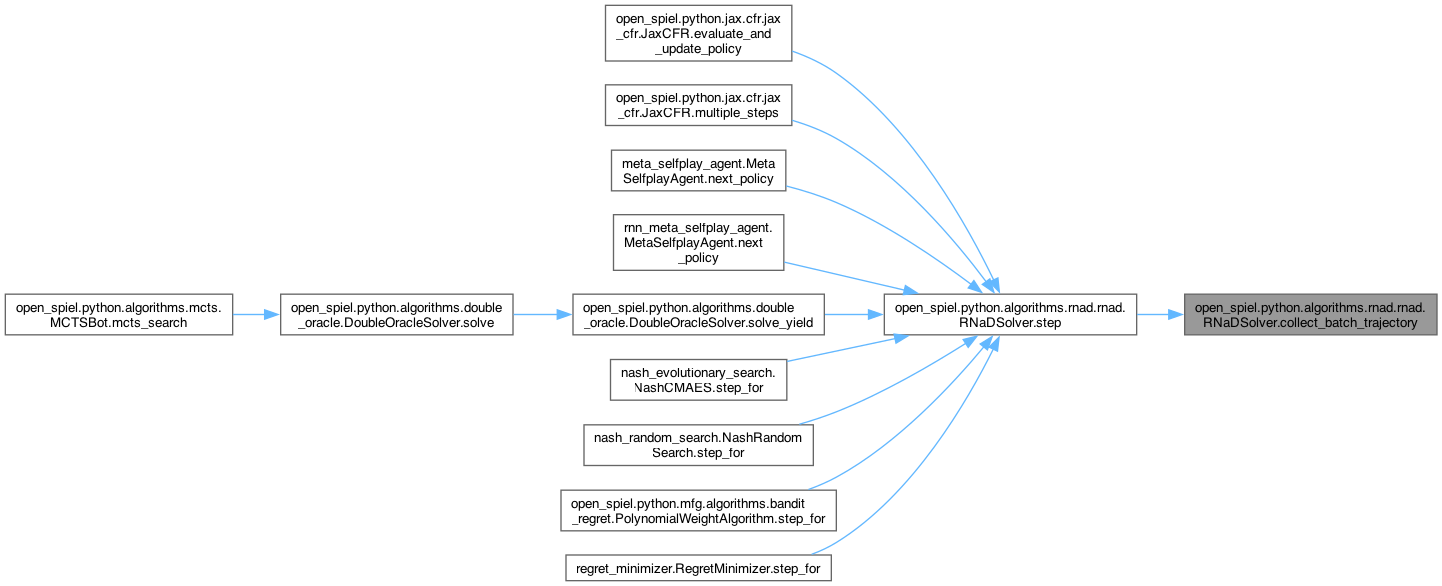 open_spiel.python.jax.cfr.jax
_cfr.JaxCFR.evaluate_and
_update_policy
open_spiel.python.jax.cfr.jax
_cfr.JaxCFR.multiple_steps
meta_selfplay_agent.Meta
SelfplayAgent.next_policy
rnn_meta_selfplay_agent.
MetaSelfplayAgent.next
_policy
open_spiel.python.algorithms.mcts.
MCTSBot.mcts_search
open_spiel.python.algorithms.double
_oracle.DoubleOracleSolver.solve
open_spiel.python.algorithms.double
_oracle.DoubleOracleSolver.solve_yield
open_spiel.python.algorithms.rnad.rnad.
RNaDSolver.step
open_spiel.python.algorithms.rnad.rnad.
RNaDSolver.collect_batch_trajectory
nash_evolutionary_search.
NashCMAES.step_for
nash_random_search.NashRandom
Search.step_for
open_spiel.python.mfg.algorithms.bandit
_regret.PolynomialWeightAlgorithm.step_for
regret_minimizer.RegretMinimizer.step_for